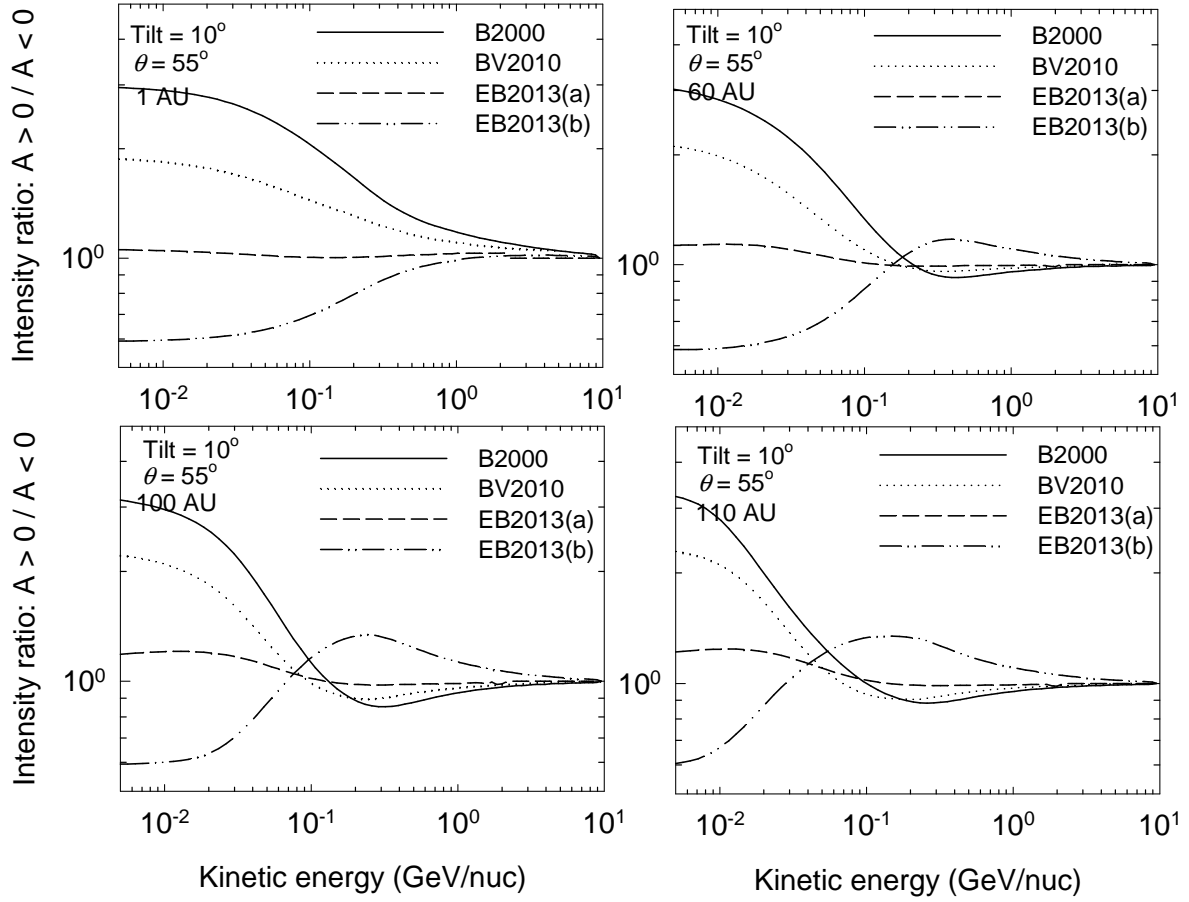 Intensity ratio: A > 0 / A < 0
Tilt = 10°
θ = 55°
1 AU
B2000
BV2010
EB2013(a)
EB2013(b)
10⁰
10⁻² 10⁻¹ 10⁰ 10¹
Tilt = 10°
θ = 55°
60 AU
B2000
BV2010
EB2013(a)
EB2013(b)
10⁰
10⁻² 10⁻¹ 10⁰ 10¹
Intensity ratio: A > 0 / A < 0
Tilt = 10°
θ = 55°
100 AU
B2000
BV2010
EB2013(a)
EB2013(b)
10⁰
10⁻² 10⁻¹ 10⁰ 10¹
Kinetic energy (GeV/nuc)
Tilt = 10°
θ = 55°
110 AU
B2000
BV2010
EB2013(a)
EB2013(b)
10⁰
10⁻² 10⁻¹ 10⁰ 10¹
Kinetic energy (GeV/nuc)